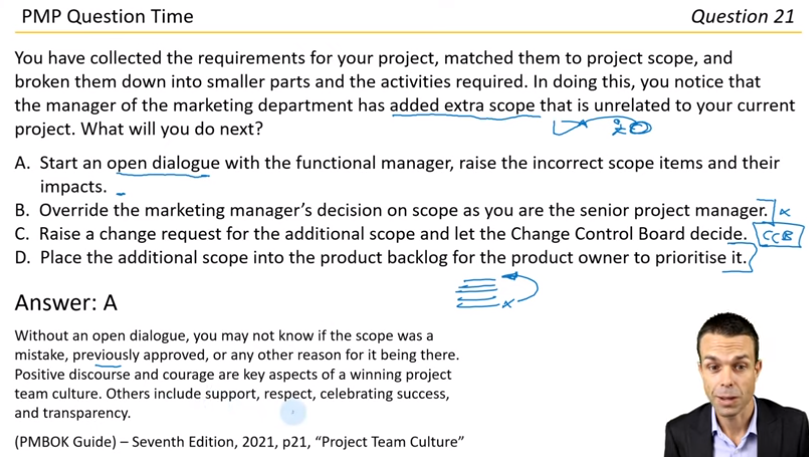 PMP Question Time
Question 21
You have collected the requirements for your project, matched them to project scope, and
broken them down into smaller parts and the activities required. In doing this, you notice that
the manager of the marketing department has added extra scope that is unrelated to your current
project. What will you do next?
A. Start an open dialogue with the functional manager, raise the incorrect scope items and their
impacts.
B. Override the marketing manager's decision on scope as you are the senior project manager.
C. Raise a change request for the additional scope and let the Change Control Board decide. CCB
D. Place the additional scope into the product backlog for the product owner to prioritise it.
Answer: A
Without an open dialogue, you may not know if the scope was a
mistake, previously approved, or any other reason for it being there.
Positive discourse and courage are key aspects of a winning project
team culture. Others include support, respect, celebrating success,
and transparency.
(PMBOK Guide) – Seventh Edition, 2021, p21, "Project Team Culture"